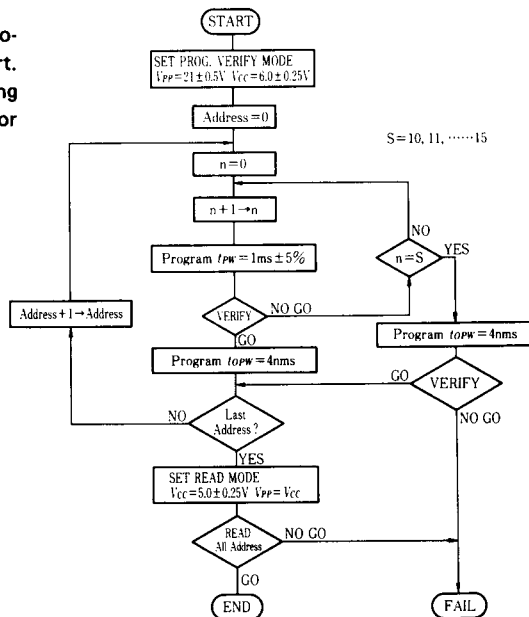 o-
rt.
ng
or
START
SET PROG. VERIFY MODE
VPP=21±0.5V VCC=6.0±0.25V
Address=0
S=10, 11, ……15
n=0
n+1→n
NO
n=S
YES
Program tPW=1ms±5%
VERIFY
NO GO
GO
Address+1→Address
Program tOPW=4nms
Program tOPW=4nms
GO
VERIFY
NO GO
NO
Last
Address?
YES
SET READ MODE
VCC=5.0±0.25V VPP=VCC
READ
All Address
NO GO
GO
END
FAIL